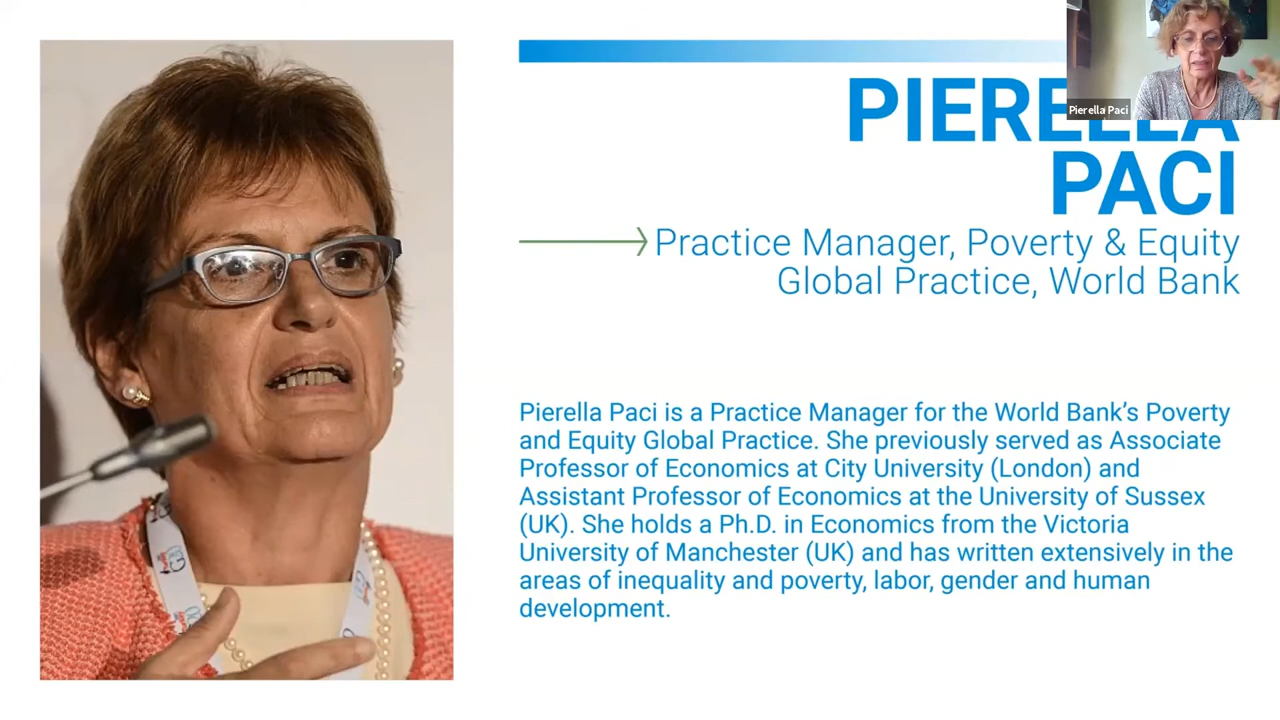 Pierella Paci
PIERELLA
PACI
Practice Manager, Poverty & Equity
Global Practice, World Bank
Pierella Paci is a Practice Manager for the World Bank’s Poverty
and Equity Global Practice. She previously served as Associate
Professor of Economics at City University (London) and
Assistant Professor of Economics at the University of Sussex
(UK). She holds a Ph.D. in Economics from the Victoria
University of Manchester (UK) and has written extensively in the
areas of inequality and poverty, labor, gender and human
development.